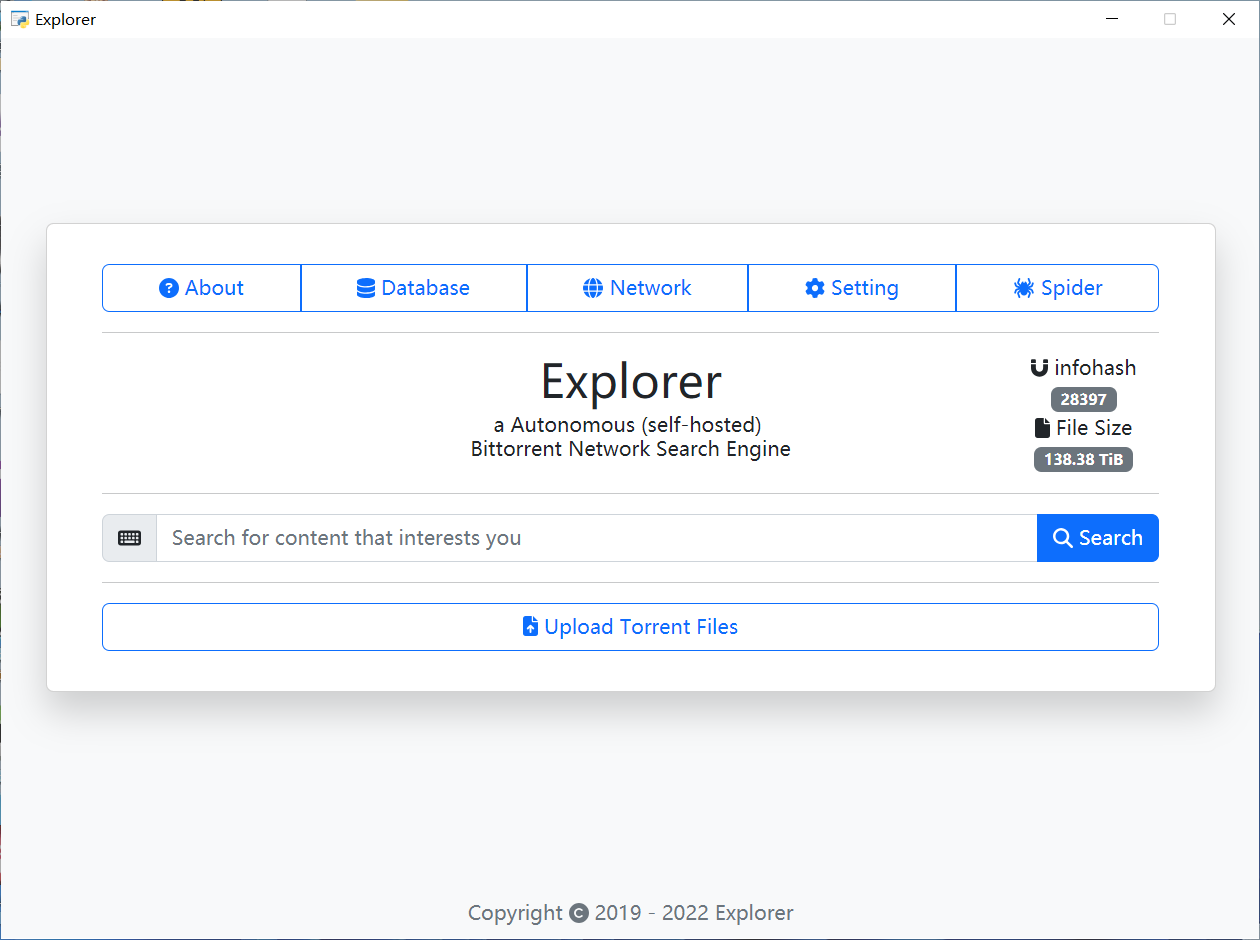 Explorer
About
Database
Network
Setting
Spider
Explorer
a Autonomous (self-hosted)
Bittorrent Network Search Engine
infohash
28397
File Size
138.38 TiB
Search for content that interests you
Search
Upload Torrent Files
Copyright © 2019 - 2022 Explorer